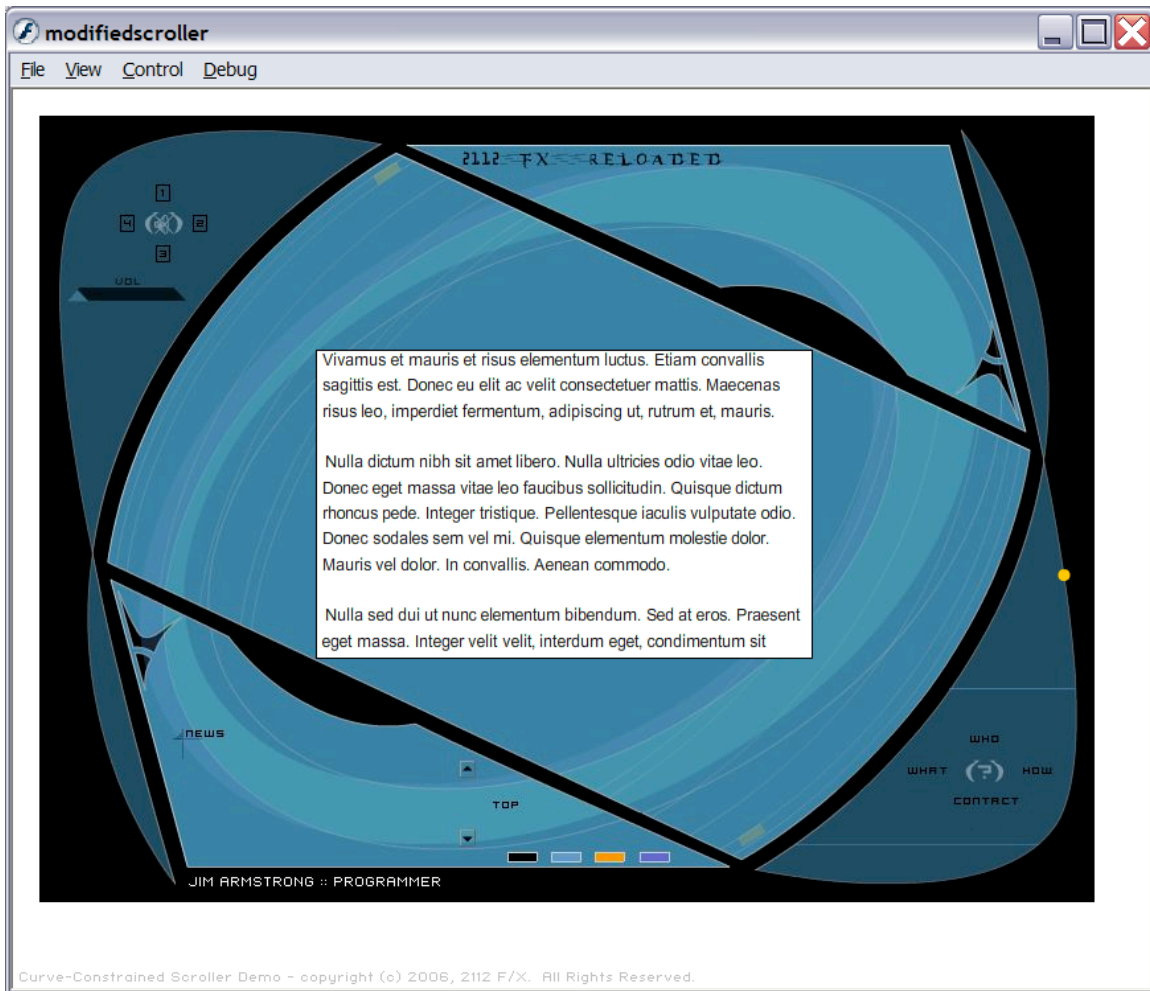 modifiedscroller
File View Control Debug
2112 FX RELOADED
1
4 2
3
VOL
Vivamus et mauris et risus elementum luctus. Etiam convallis
sagittis est. Donec eu elit ac velit consectetuer mattis. Maecenas
risus leo, imperdiet fermentum, adipiscing ut, rutrum et, mauris.
Nulla dictum nibh sit amet libero. Nulla ultricies odio vitae leo.
Donec eget massa vitae leo faucibus sollicitudin. Quisque dictum
rhoncus pede. Integer tristique. Pellentesque iaculis vulputate odio.
Donec sodales sem vel mi. Quisque elementum molestie dolor.
Mauris vel dolor. In convallis. Aenean commodo.
Nulla sed dui ut nunc elementum bibendum. Sed at eros. Praesent
eget massa. Integer velit velit, interdum eget, condimentum sit
NEWS
TOP
WHO
WHAT (?) HOW
CONTACT
JIM ARMSTRONG :: PROGRAMMER
Curve-Constrained Scroller Demo - copyright (c) 2006, 2112 F/X. All Rights Reserved.